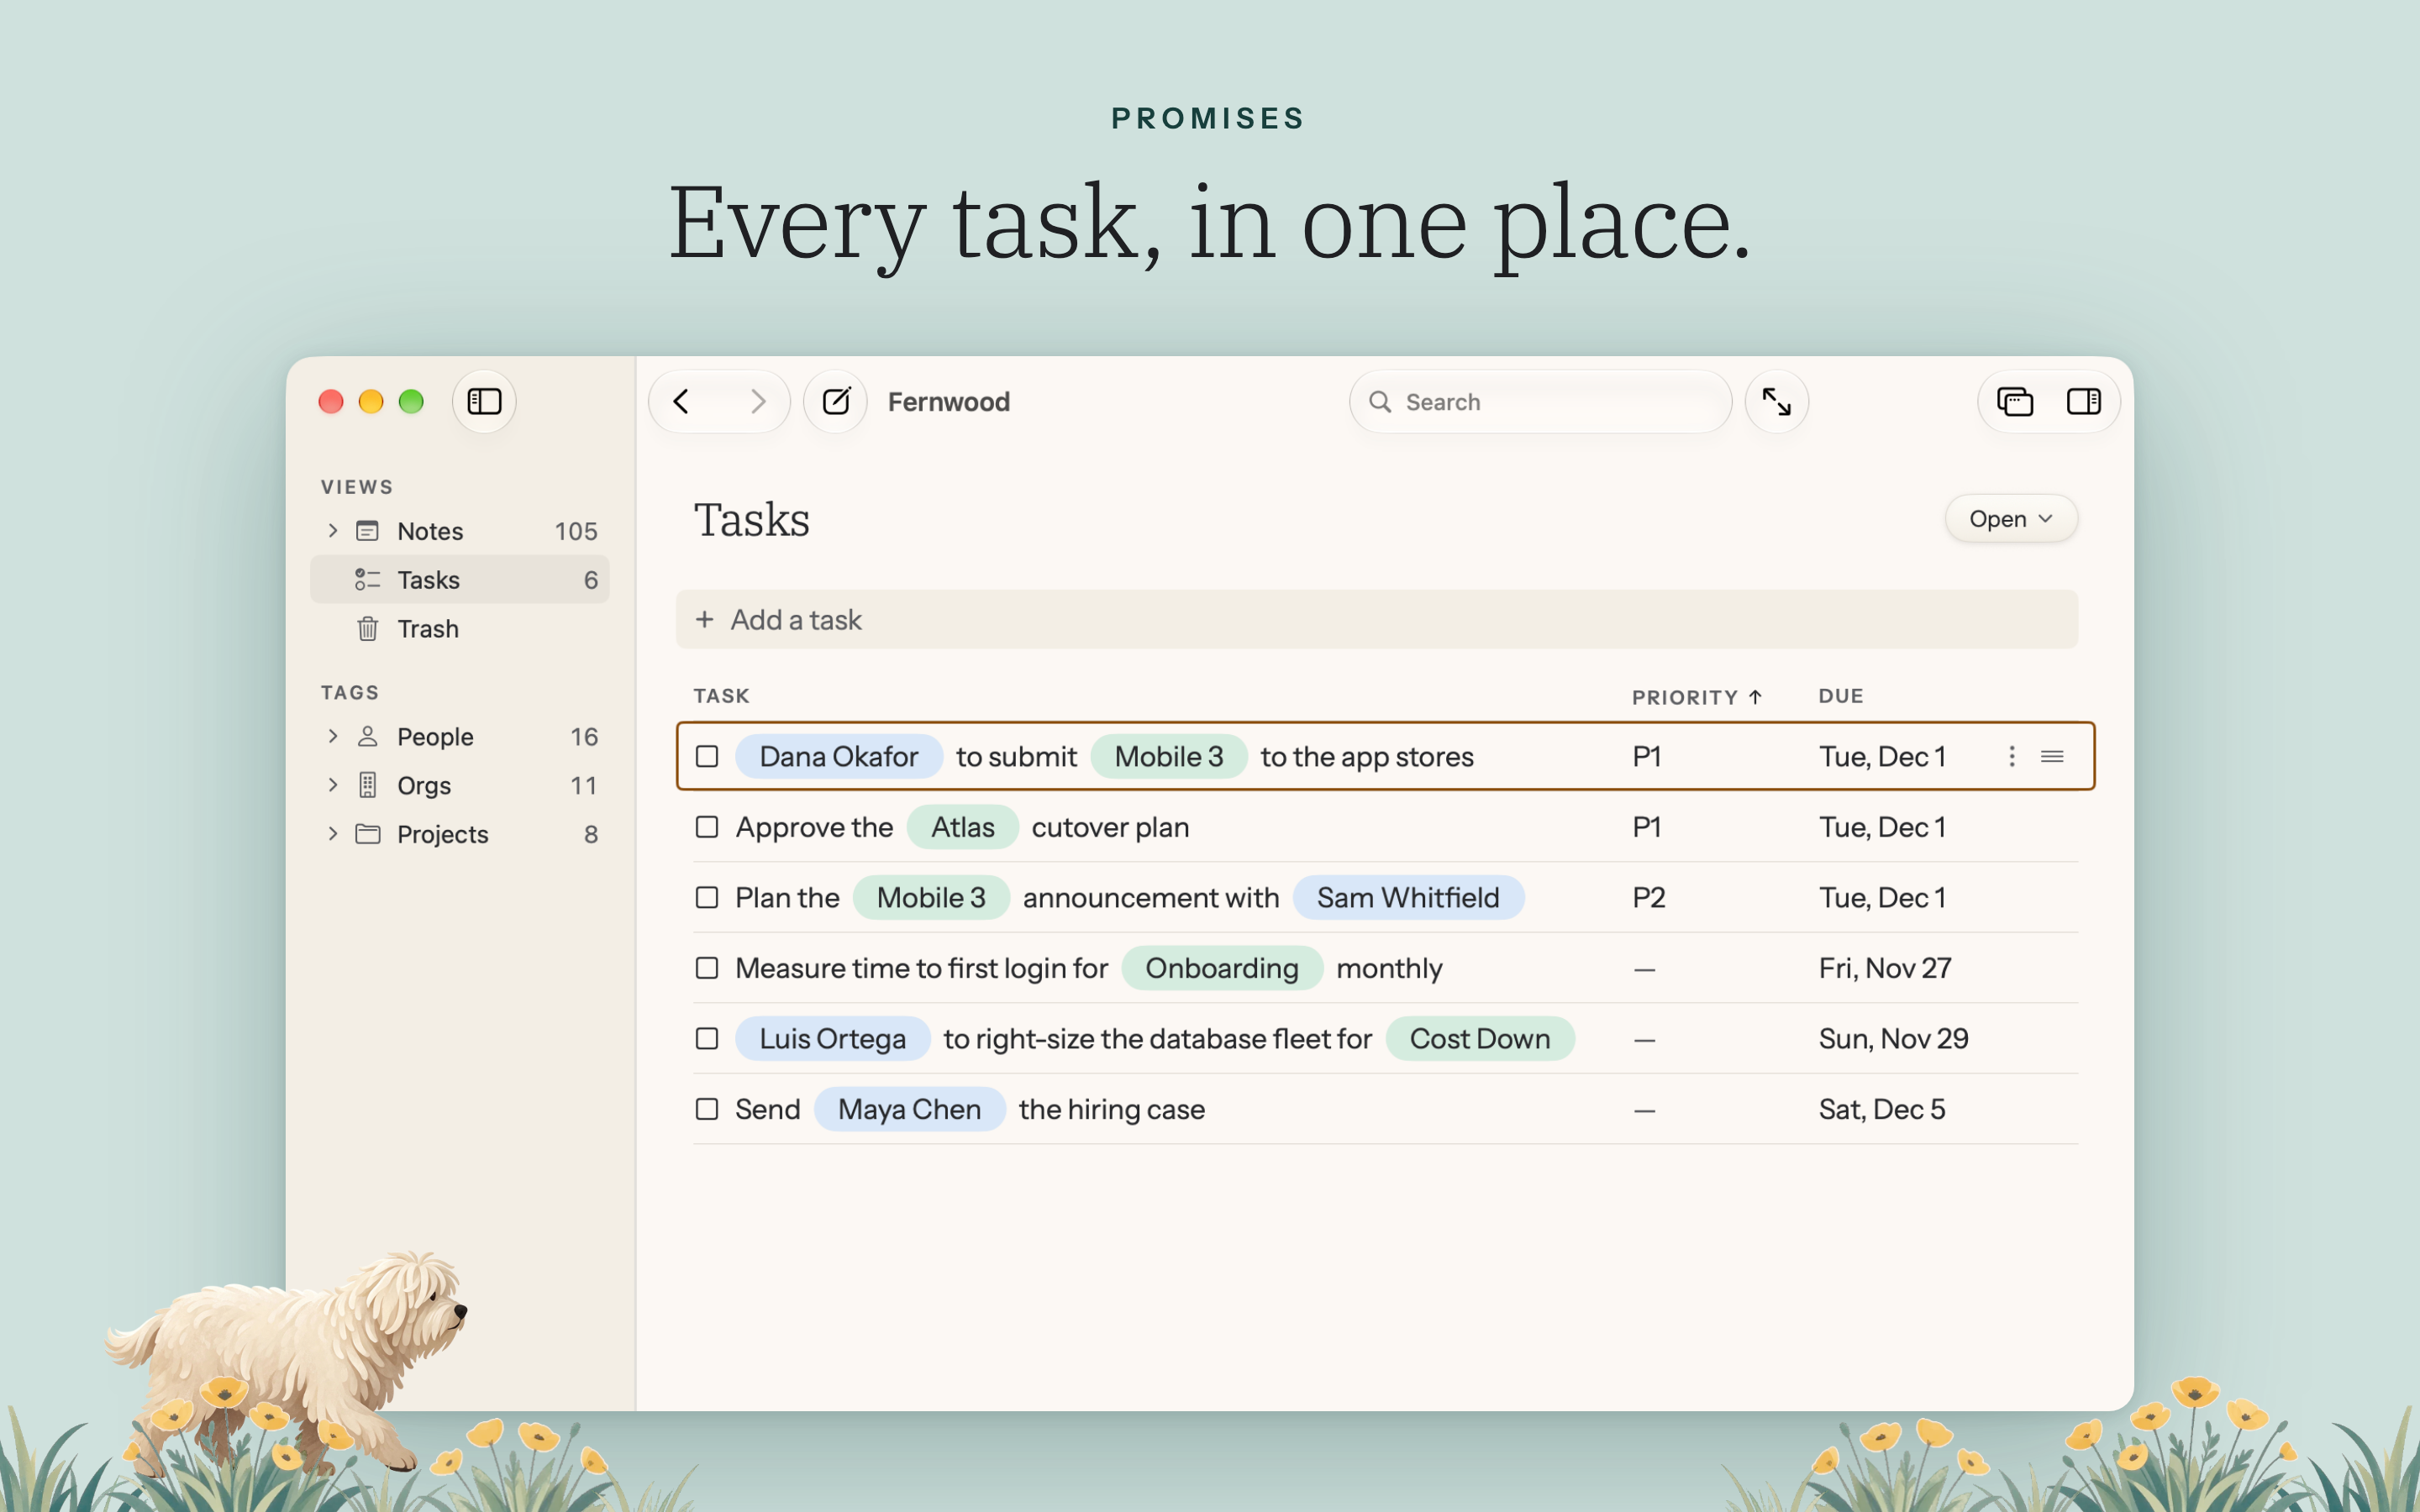 PROMISES
Every task, in one place.
Fernwood
Search
VIEWS
Notes 105
Tasks 6
Trash
TAGS
People 16
Orgs 11
Projects 8
Tasks
Open
+ Add a task
TASK PRIORITY ↑ DUE
Dana Okafor to submit Mobile 3 to the app stores P1 Tue, Dec 1
Approve the Atlas cutover plan P1 Tue, Dec 1
Plan the Mobile 3 announcement with Sam Whitfield P2 Tue, Dec 1
Measure time to first login for Onboarding monthly — Fri, Nov 27
Luis Ortega to right-size the database fleet for Cost Down — Sun, Nov 29
Send Maya Chen the hiring case — Sat, Dec 5